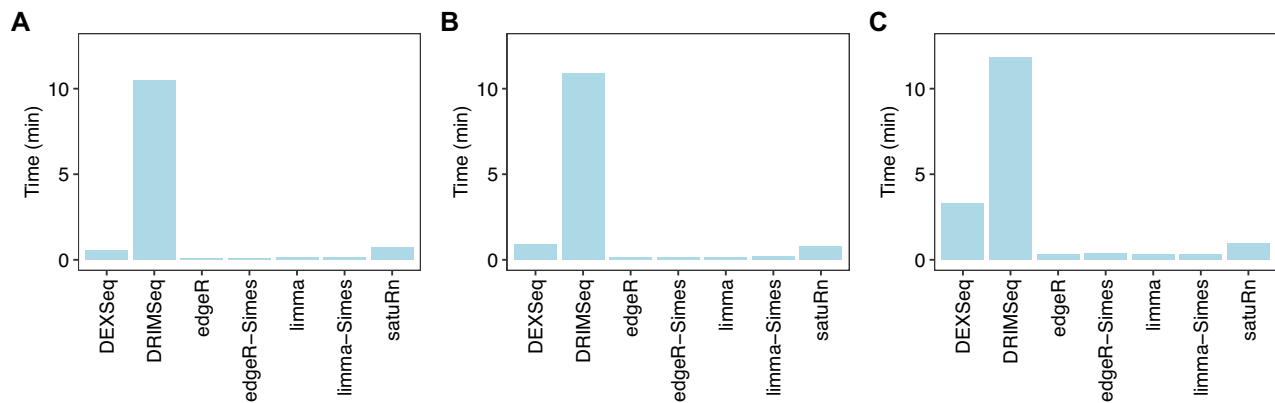 A
Time (min)
10
5
0
DEXSeq
DRIMSeq
edgeR
edgeR−Simes
limma
limma−Simes
satuRn
B
Time (min)
10
5
0
DEXSeq
DRIMSeq
edgeR
edgeR−Simes
limma
limma−Simes
satuRn
C
Time (min)
10
5
0
DEXSeq
DRIMSeq
edgeR
edgeR−Simes
limma
limma−Simes
satuRn